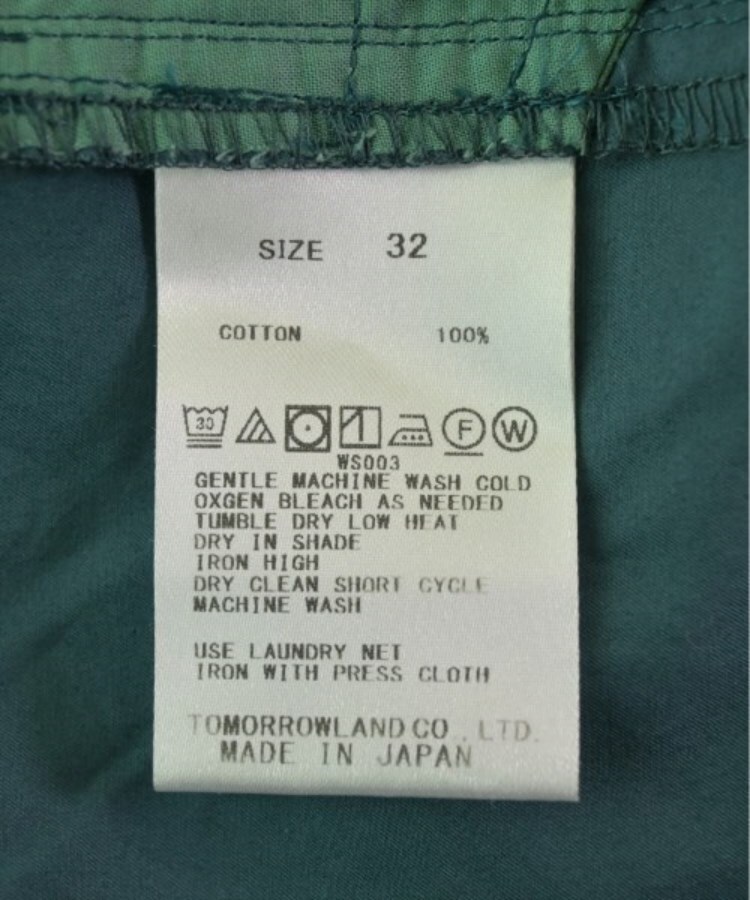 SIZE 32
COTTON 100%
30 F W
WS003
GENTLE MACHINE WASH COLD
OXGEN BLEACH AS NEEDED
TUMBLE DRY LOW HEAT
DRY IN SHADE
IRON HIGH
DRY CLEAN SHORT CYCLE
MACHINE WASH
USE LAUNDRY NET
IRON WITH PRESS CLOTH
TOMORROWLAND CO., LTD.
MADE IN JAPAN